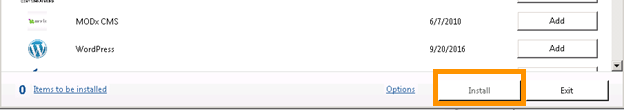 MODx CMS 6/7/2010 Add
WordPress 9/20/2016 Add
0 Items to be installed Options Install Exit